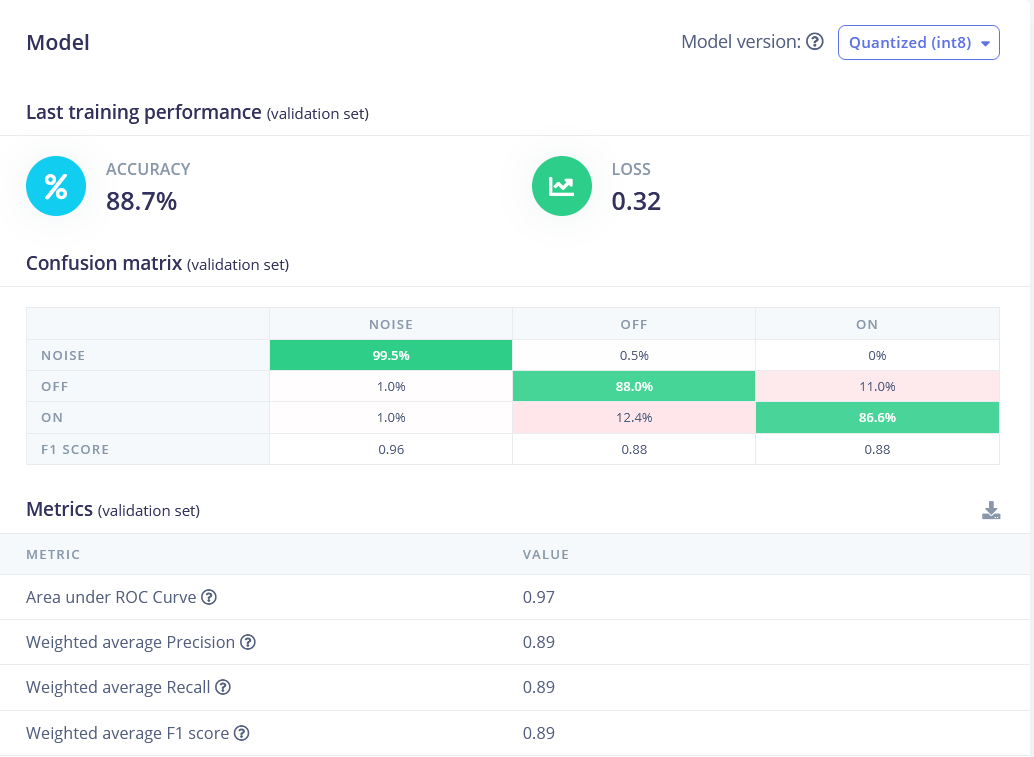 Model
Model version: Quantized (int8)
Last training performance (validation set)
%
ACCURACY
88.7%
LOSS
0.32
Confusion matrix (validation set)
NOISE OFF ON
NOISE 99.5% 0.5% 0%
OFF 1.0% 88.0% 11.0%
ON 1.0% 12.4% 86.6%
F1 SCORE 0.96 0.88 0.88
Metrics (validation set)
METRIC VALUE
Area under ROC Curve ? 0.97
Weighted average Precision ? 0.89
Weighted average Recall ? 0.89
Weighted average F1 score ? 0.89